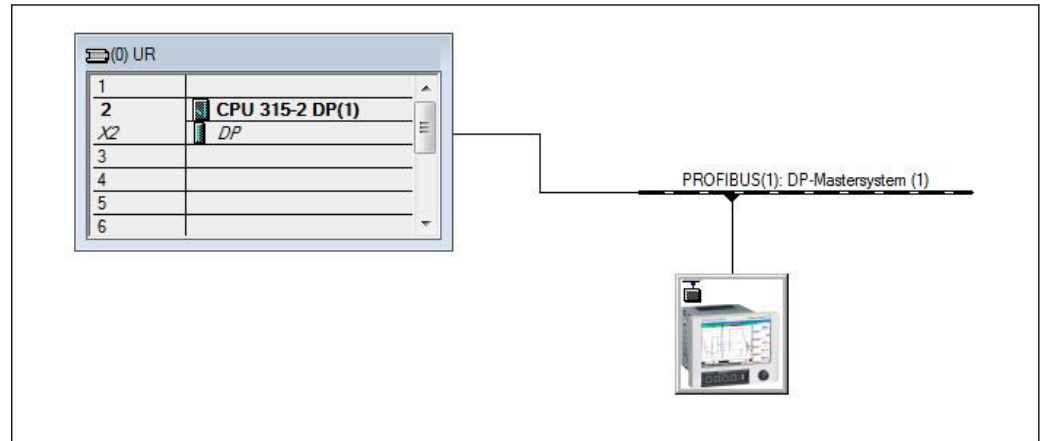 (0) UR
1
2 CPU 315-2 DP(1)
X2 DP
3
4
5
6
PROFIBUS(1): DP-Mastersystem (1)